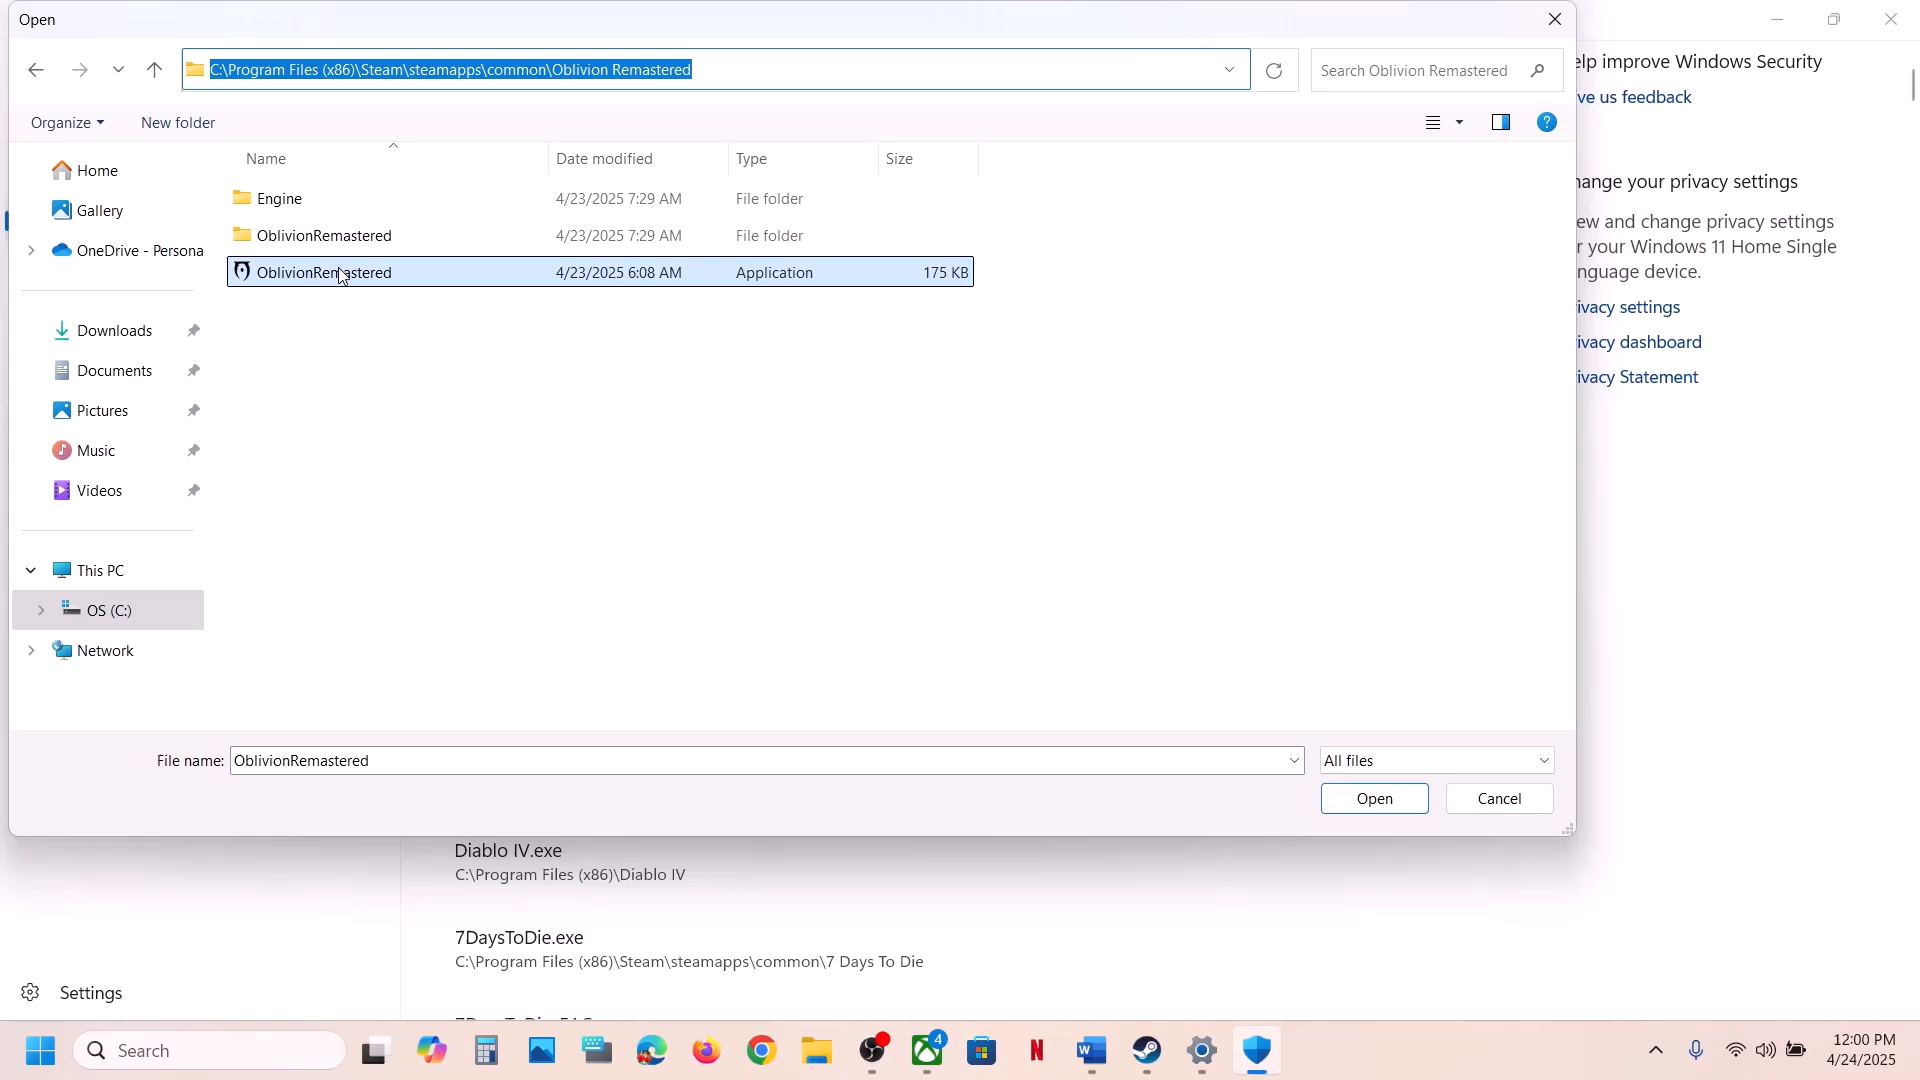 Open
C:\Program Files (x86)\Steam\steamapps\common\Oblivion Remastered
Search Oblivion Remastered
Organize
New folder
Name
Date modified
Type
Size
Home
Gallery
OneDrive - Persona
Downloads
Documents
Pictures
Music
Videos
This PC
OS (C:)
Network
Engine 4/23/2025 7:29 AM File folder
OblivionRemastered 4/23/2025 7:29 AM File folder
OblivionRemastered 4/23/2025 6:08 AM Application 175 KB
File name: OblivionRemastered
All files
Open
Cancel
elp improve Windows Security
ve us feedback
hange your privacy settings
ew and change privacy settings
r your Windows 11 Home Single
nguage device.
ivacy settings
ivacy dashboard
ivacy Statement
Diablo IV.exe
C:\Program Files (x86)\Diablo IV
7DaysToDie.exe
C:\Program Files (x86)\Steam\steamapps\common\7 Days To Die
Settings
Search
4
12:00 PM
4/24/2025